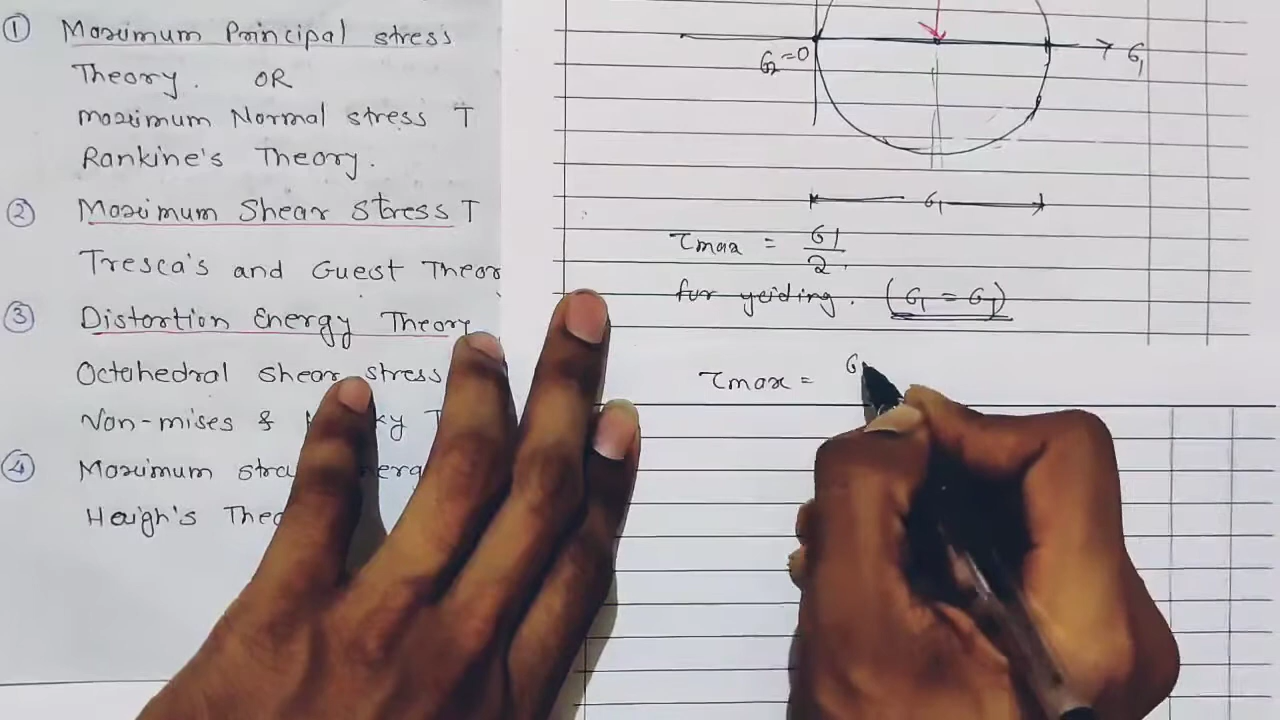 ① Maximum Principal stress
Theory. OR
maximum Normal stress T
Rankine's Theory.
② Maximum Shear Stress T
Tresca's and Guest Theor
③ Distortion Energy Theory
Octahedral shear stress
Von-mises &
④ Maximum
Heigh's
σ2=0
σ1
σ1
τmax = σ1/2
for yeiding. (σ1 = σy)
τmax = σ